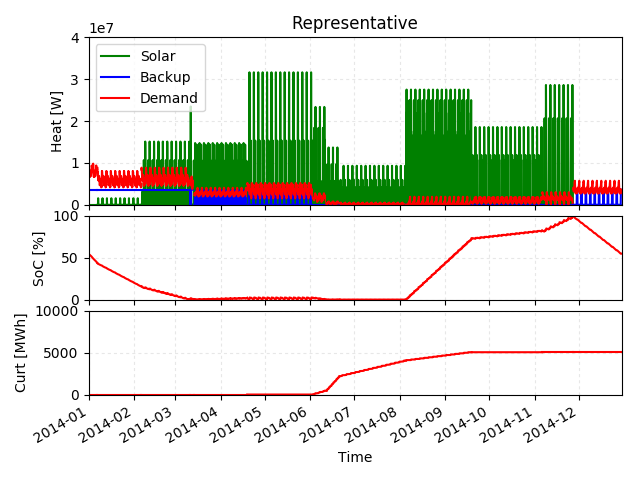 Representative
1e7
Heat [W]
4
3
2
1
0
Solar
Backup
Demand
SoC [%]
100
50
0
Curt [MWh]
10000
5000
0
2014-01
2014-02
2014-03
2014-04
2014-05
2014-06
2014-07
2014-08
2014-09
2014-10
2014-11
2014-12
Time